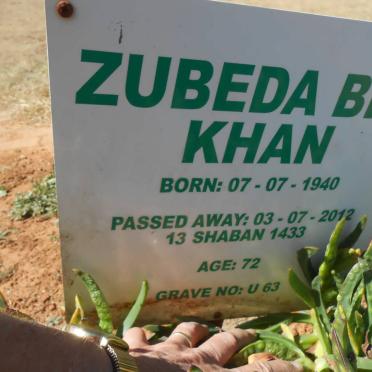 ZUBEDA
KHAN
BORN: 07 - 07 - 1940
PASSED AWAY: 03 - 07 - 2012
13 SHABAN 1433
AGE: 72
GRAVE NO: U 63